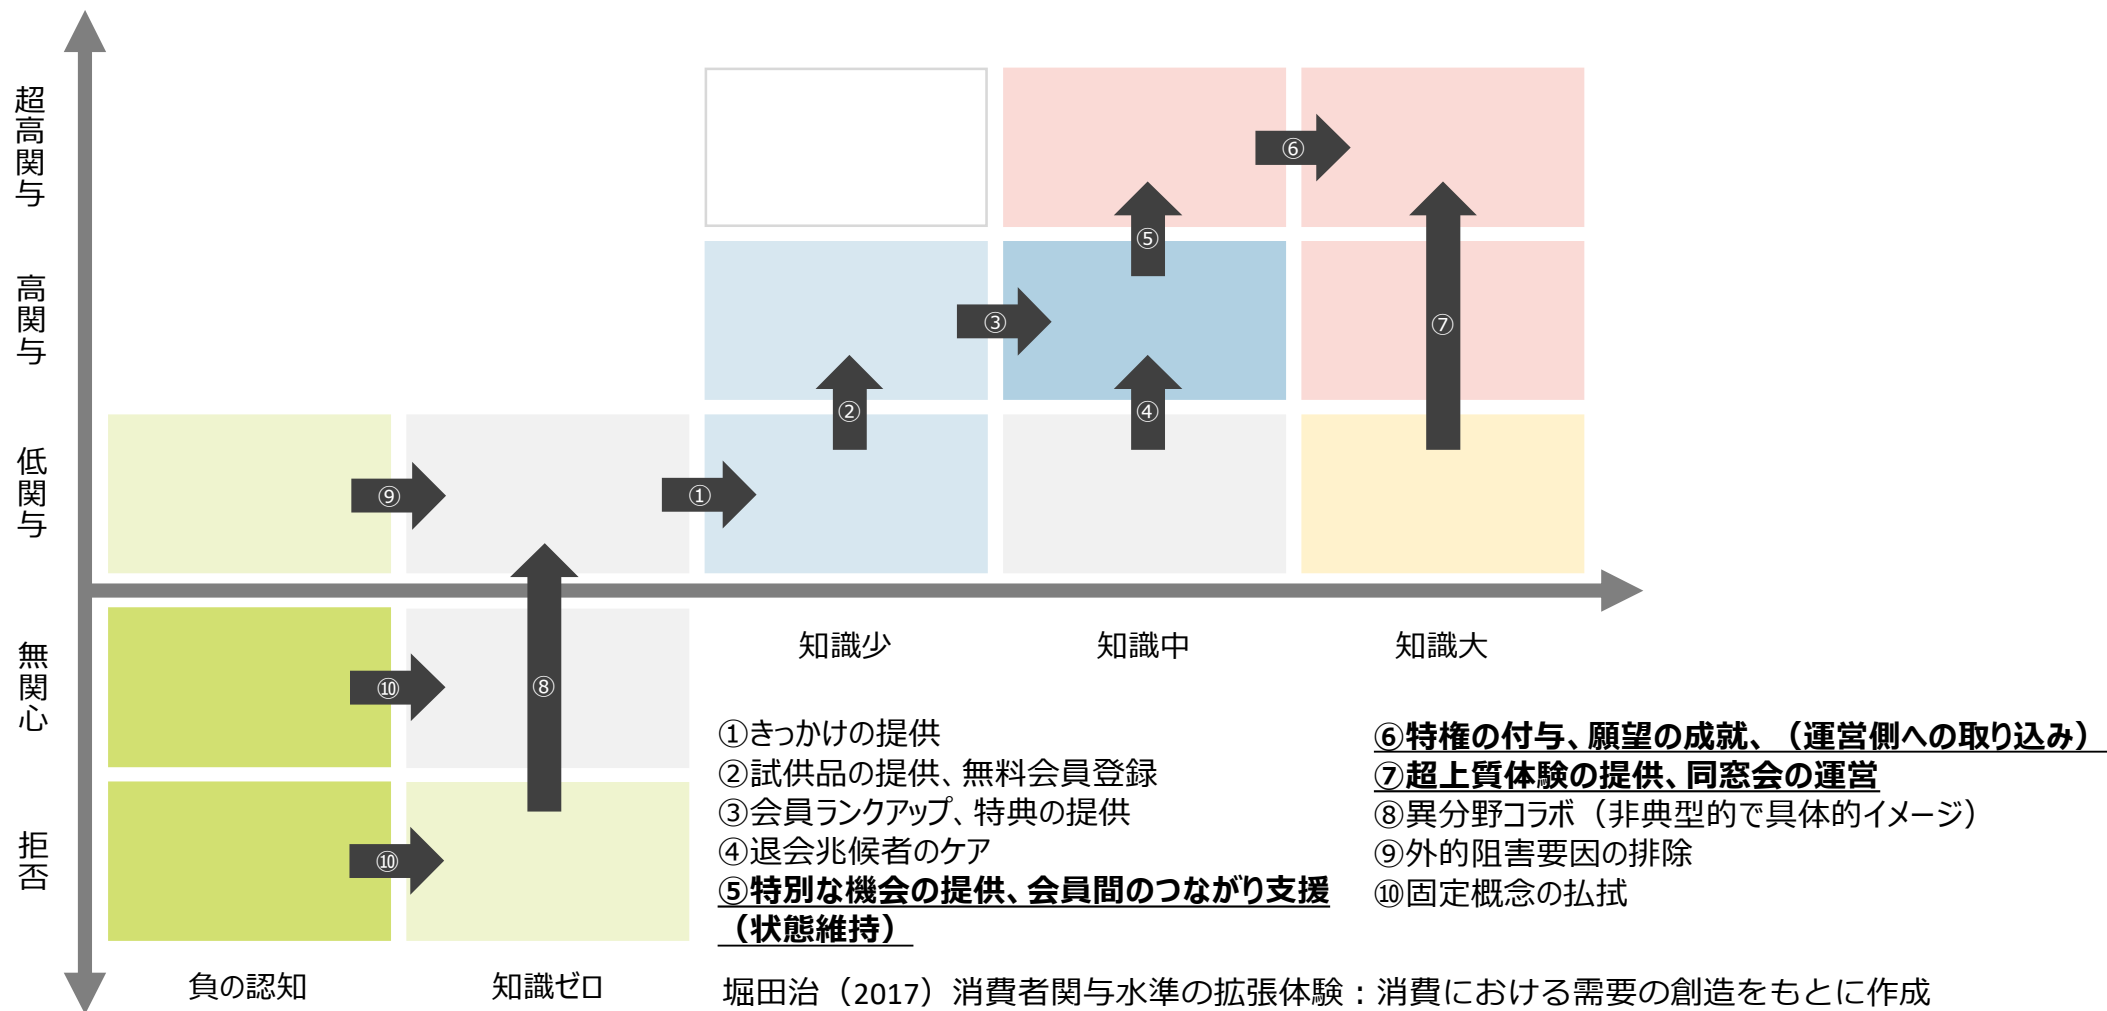 超高関与
高関与
低関与
無関心
拒否
⑥
⑤
③
⑦
②
④
⑨
①
⑩
⑧
⑩
知識少
知識中
知識大
負の認知
知識ゼロ
①きっかけの提供
②試供品の提供、無料会員登録
③会員ランクアップ、特典の提供
④退会兆候者のケア
⑤特別な機会の提供、会員間のつながり支援
（状態維持）
⑥特権の付与、願望の成就、（運営側への取り込み）
⑦超上質体験の提供、同窓会の運営
⑧異分野コラボ（非典型的で具体的イメージ）
⑨外的阻害要因の排除
⑩固定概念の払拭
堀田治（2017）消費者関与水準の拡張体験：消費における需要の創造をもとに作成